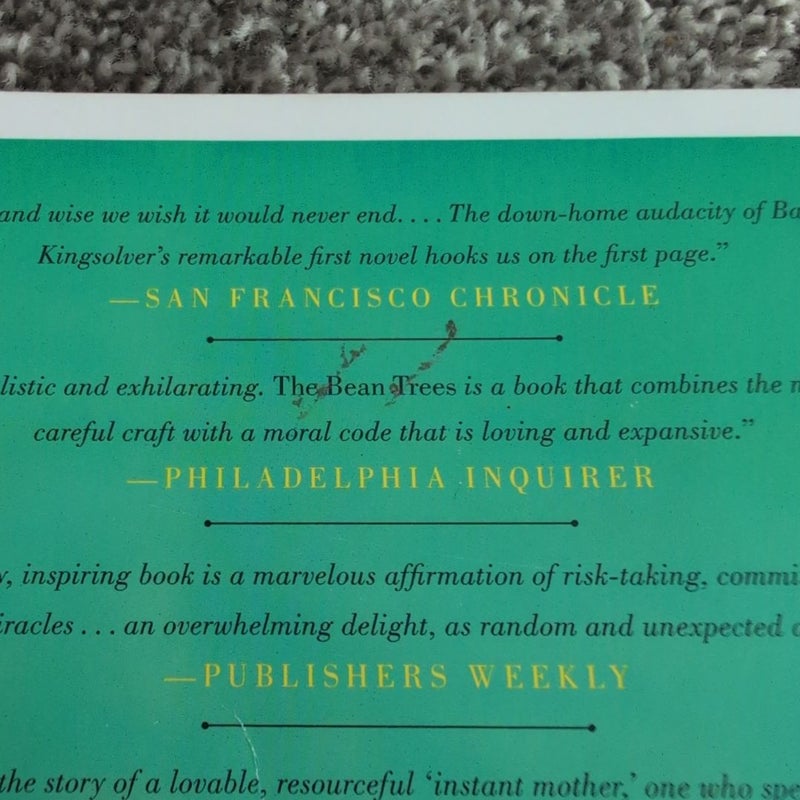 and wise we wish it would never end. . . . The down-home audacity of Ba
Kingsolver's remarkable first novel hooks us on the first page."
—SAN FRANCISCO CHRONICLE
listic and exhilarating. The Bean Trees is a book that combines the
careful craft with a moral code that is loving and expansive."
—PHILADELPHIA INQUIRER
inspiring book is a marvelous affirmation of risk-taking, commi
iracles . . . an overwhelming delight, as random and unexpected
—PUBLISHERS WEEKLY
the story of a lovable, resourceful 'instant mother,' one who spe